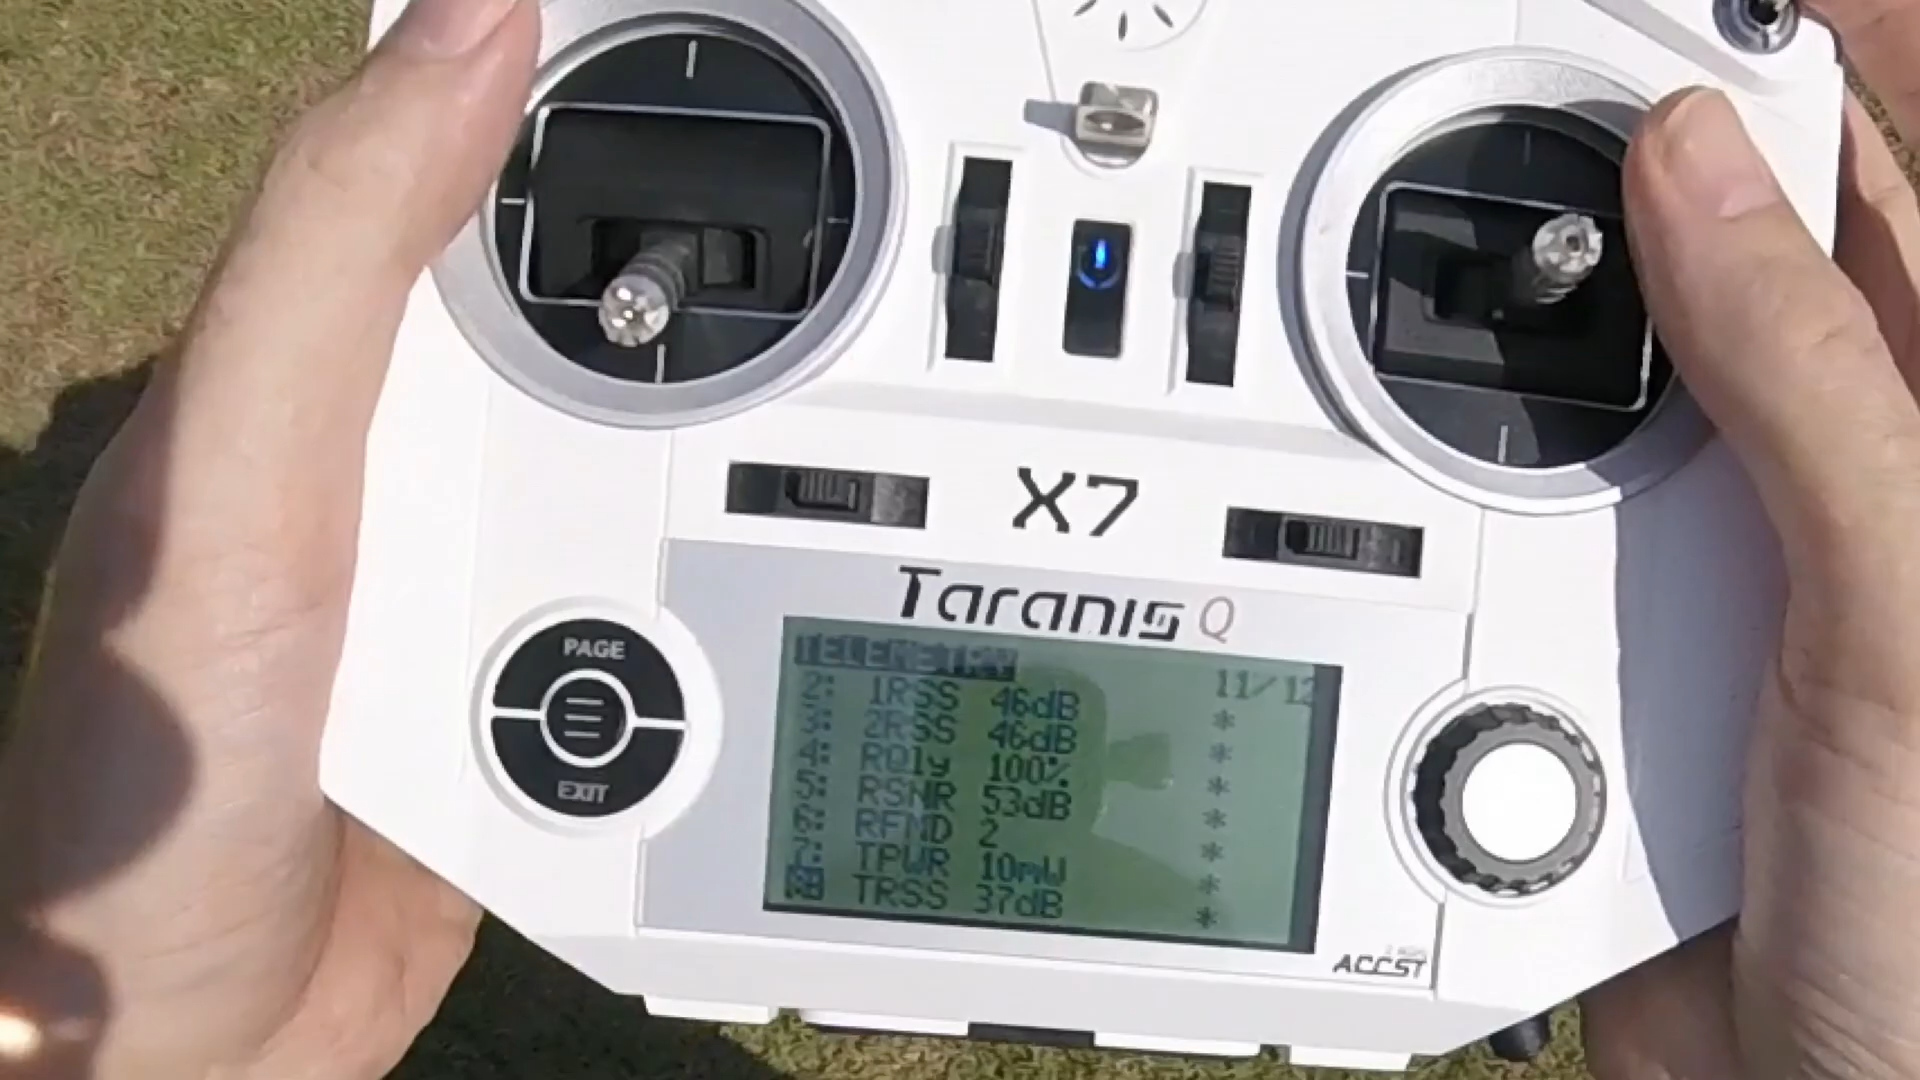 X7
Taranis Q
TELEMETRY 11/12
2: 1RSS 46dB *
3: 2RSS 46dB *
4: RQly 100% *
5: RSNR 53dB *
6: RFMD 2 *
7: TPWR 10mW *
8: TRSS 37dB *
PAGE
EXIT
ACCST